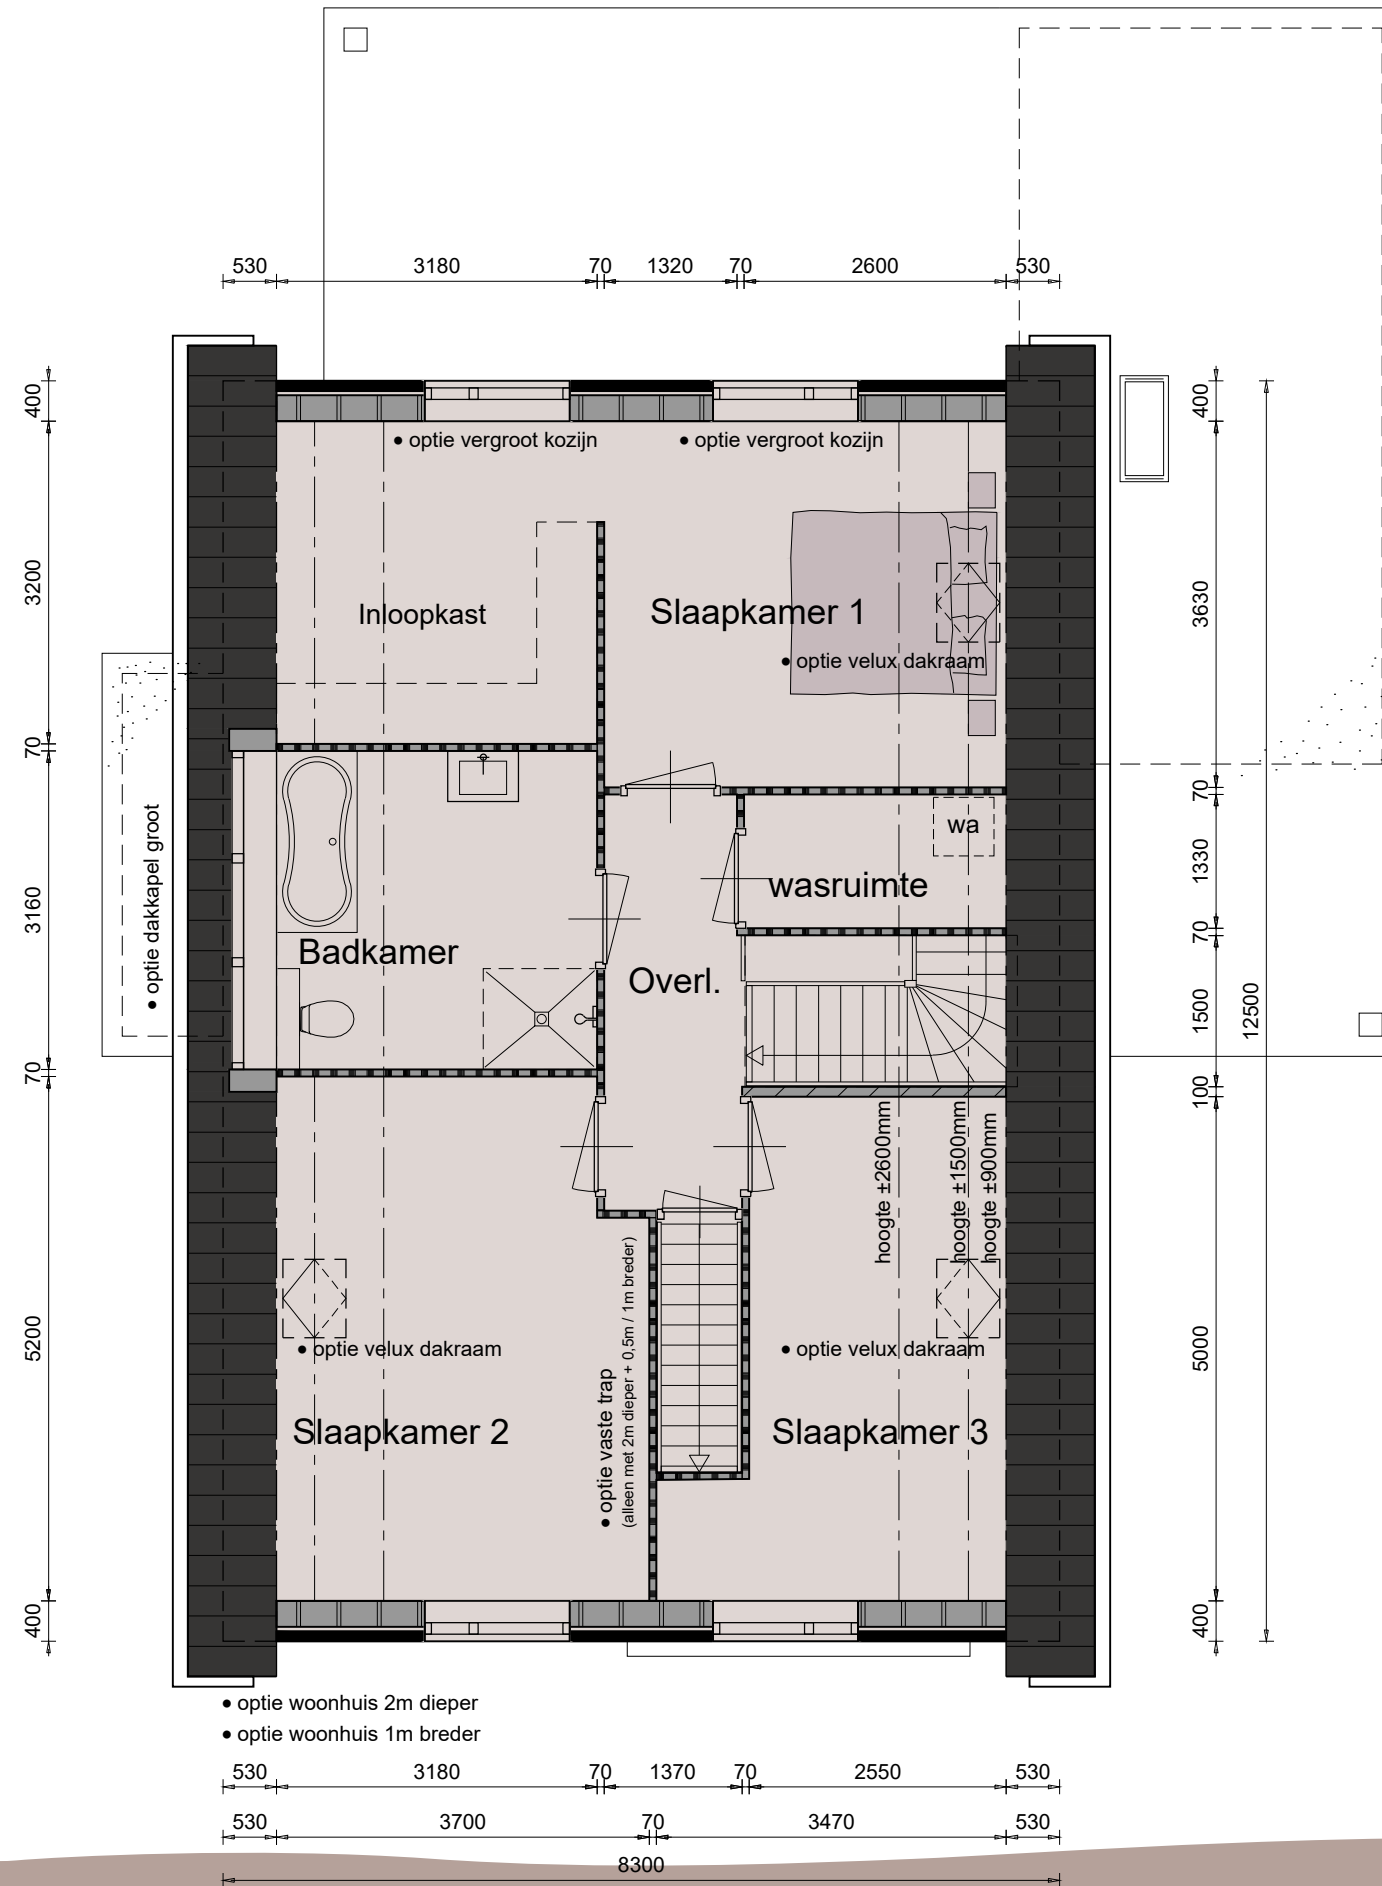 530 3180 70 1320 70 2600 530
400
3200
70
3160
70
5200
400
400
3630
70
1330
70
1500
100
5000
400
12500
• optie vergroot kozijn
• optie vergroot kozijn
Inloopkast
Slaapkamer 1
• optie velux dakraam
• optie dakkapel groot
wa
wasruimte
Badkamer
Overl.
hoogte ±2600mm
hoogte ±1500mm
hoogte ±900mm
• optie velux dakraam
• optie velux dakraam
• optie vaste trap
(alleen met 2m dieper + 0,5m / 1m breder)
Slaapkamer 2
Slaapkamer 3
• optie woonhuis 2m dieper
• optie woonhuis 1m breder
530 3180 70 1370 70 2550 530
530 3700 70 3470 530
8300